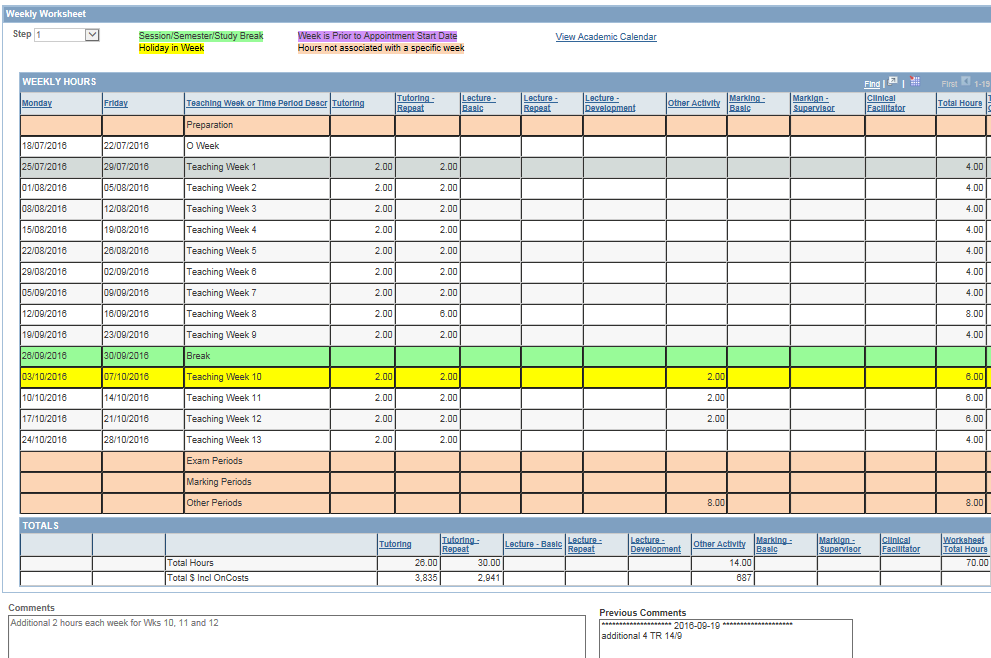 Weekly Worksheet
Step 1
Session/Semester/Study Break Week is Prior to Appointment Start Date View Academic Calendar
Holiday in Week Hours not associated with a specific week
WEEKLY HOURS Find | | First 1-19
Monday Friday Teaching Week or Time Period Descr Tutoring Tutoring - Repeat Lecture - Basic Lecture - Repeat Lecture - Development Other Activity Marking - Basic Markign - Supervisor Clinical Facilitator Total Hours
Preparation
18/07/2016 22/07/2016 O Week
25/07/2016 29/07/2016 Teaching Week 1 2.00 2.00 4.00
01/08/2016 05/08/2016 Teaching Week 2 2.00 2.00 4.00
08/08/2016 12/08/2016 Teaching Week 3 2.00 2.00 4.00
15/08/2016 19/08/2016 Teaching Week 4 2.00 2.00 4.00
22/08/2016 26/08/2016 Teaching Week 5 2.00 2.00 4.00
29/08/2016 02/09/2016 Teaching Week 6 2.00 2.00 4.00
05/09/2016 09/09/2016 Teaching Week 7 2.00 2.00 4.00
12/09/2016 16/09/2016 Teaching Week 8 2.00 6.00 8.00
19/09/2016 23/09/2016 Teaching Week 9 2.00 2.00 4.00
26/09/2016 30/09/2016 Break
03/10/2016 07/10/2016 Teaching Week 10 2.00 2.00 2.00 6.00
10/10/2016 14/10/2016 Teaching Week 11 2.00 2.00 2.00 6.00
17/10/2016 21/10/2016 Teaching Week 12 2.00 2.00 2.00 6.00
24/10/2016 28/10/2016 Teaching Week 13 2.00 2.00 4.00
Exam Periods
Marking Periods
Other Periods 8.00 8.00
TOTALS
Tutoring Tutoring - Repeat Lecture - Basic Lecture - Repeat Lecture - Development Other Activity Marking - Basic Markign - Supervisor Clinical Facilitator Worksheet Total Hours
Total Hours 26.00 30.00 14.00 70.00
Total $ Incl OnCosts 3,835 2,941 687
Comments
Additional 2 hours each week for Wks 10, 11 and 12
Previous Comments
******************** 2016-09-19 ********************
additional 4 TR 14/9